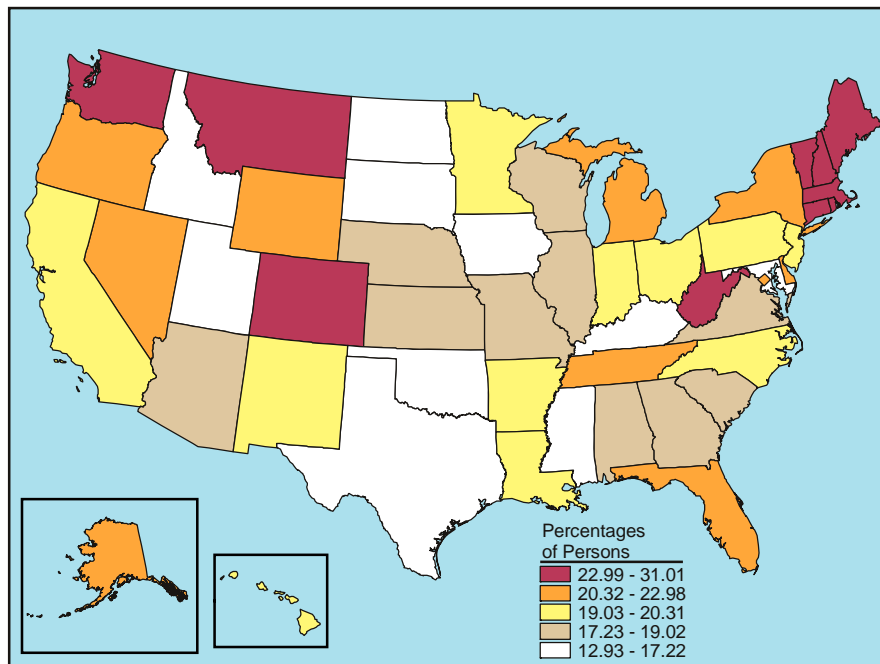 Percentages
of Persons
22.99 - 31.01
20.32 - 22.98
19.03 - 20.31
17.23 - 19.02
12.93 - 17.22